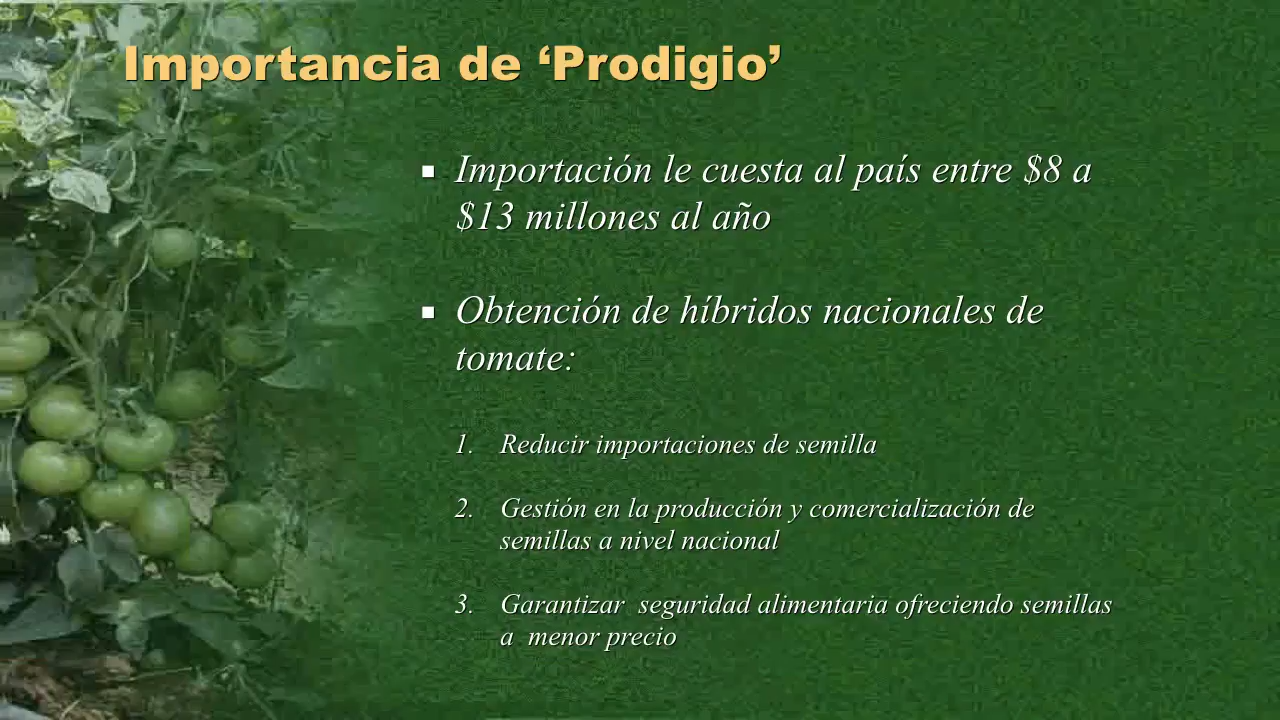 Importancia de ‘Prodigio’
Importación le cuesta al país entre $8 a
$13 millones al año
Obtención de híbridos nacionales de
tomate:
1. Reducir importaciones de semilla
2. Gestión en la producción y comercialización de
semillas a nivel nacional
3. Garantizar seguridad alimentaria ofreciendo semillas
a menor precio